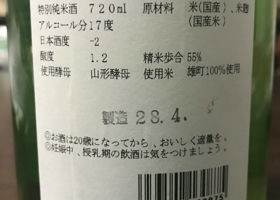 特別純米酒 720ml 原材料 米(国産)、米麹
アルコール分17度 (国産米)
日本酒度 -2
酸度 1.2 精米歩合 55%
使用酵母 山形酵母 使用米 雄町100%使用
製造 28.4.
◎お酒は20歳になってから、おいしく適量を。
◎妊娠中、授乳期の飲酒は気をつけましょう。